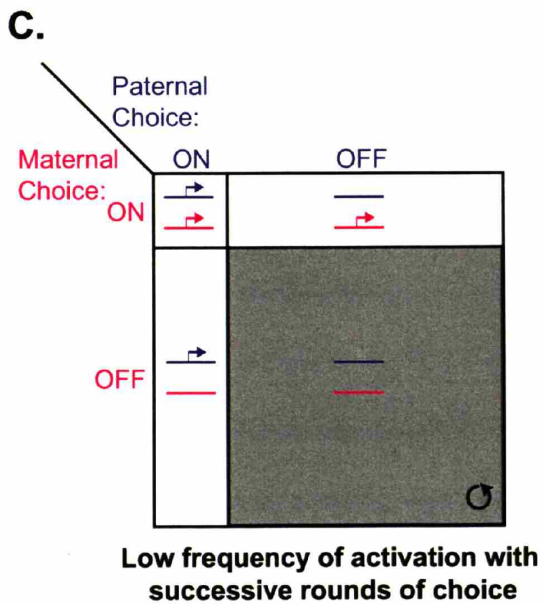 C.
Paternal
Choice:
Maternal
Choice:
ON
OFF
ON
OFF
Low frequency of activation with
successive rounds of choice